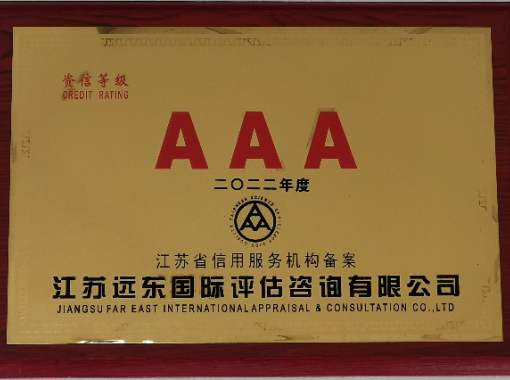 资信等级
CREDIT RATING
AAA
二〇二二年度
江苏省信用服务机构备案
江苏远东国际评估咨询有限公司
JIANGSU FAR EAST INTERNATIONAL APPRAISAL & CONSULTATION CO.,LTD